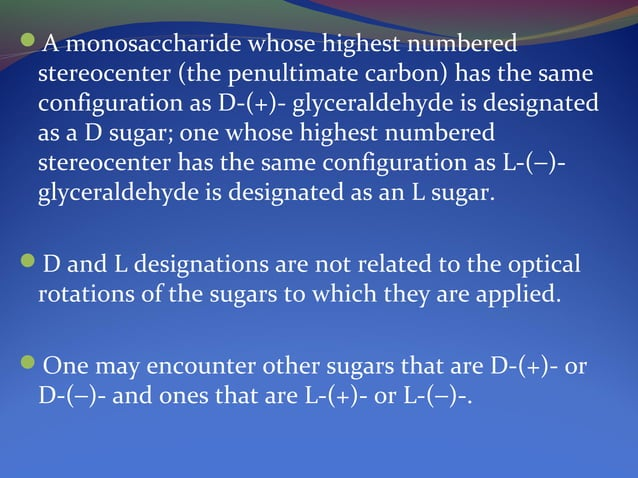 A monosaccharide whose highest numbered
stereocenter (the penultimate carbon) has the same
configuration as D-(+)- glyceraldehyde is designated
as a D sugar; one whose highest numbered
stereocenter has the same configuration as L-(–)-
glyceraldehyde is designated as an L sugar.
D and L designations are not related to the optical
rotations of the sugars to which they are applied.
One may encounter other sugars that are D-(+)- or
D-(–)- and ones that are L-(+)- or L-(–)-.